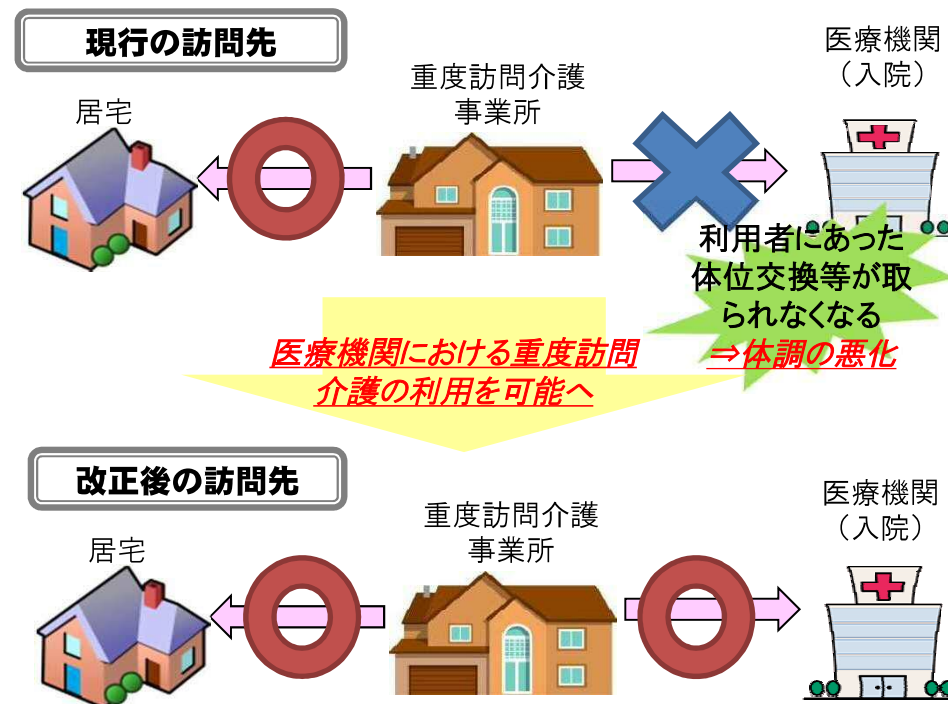 現行の訪問先
医療機関
（入院）
重度訪問介護
事業所
居宅
利用者にあった
体位交換等が取
られなくなる
⇒体調の悪化
医療機関における重度訪問
介護の利用を可能へ
改正後の訪問先
医療機関
（入院）
重度訪問介護
事業所
居宅